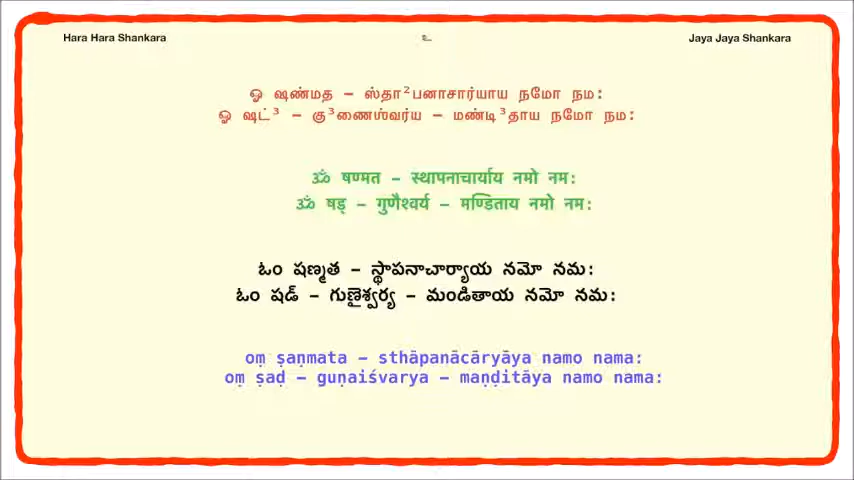 Hara Hara Shankara
உ
Jaya Jaya Shankara
ௐ ஷண்மத – ஸ்தா²பனாசார்யாய நமோ நம:
ௐ ஷட்³ – கு³ணைஶ்வர்ய – மண்டி³தாய நமோ நம:
ॐ षण्मत – स्थापनाचार्याय नमो नम:
ॐ षड् – गुणैश्वर्य – मण्डिताय नमो नम:
ఓం షణ్మత – స్థాపనాచార్యాయ నమో నమ:
ఓం షడ్ – గుణైశ్వర్య – మండితాయ నమో నమ:
oṃ ṣaṇmata – sthāpanācāryāya namo nama:
oṃ ṣaḍ – guṇaiśvarya – maṇḍitāya namo nama: